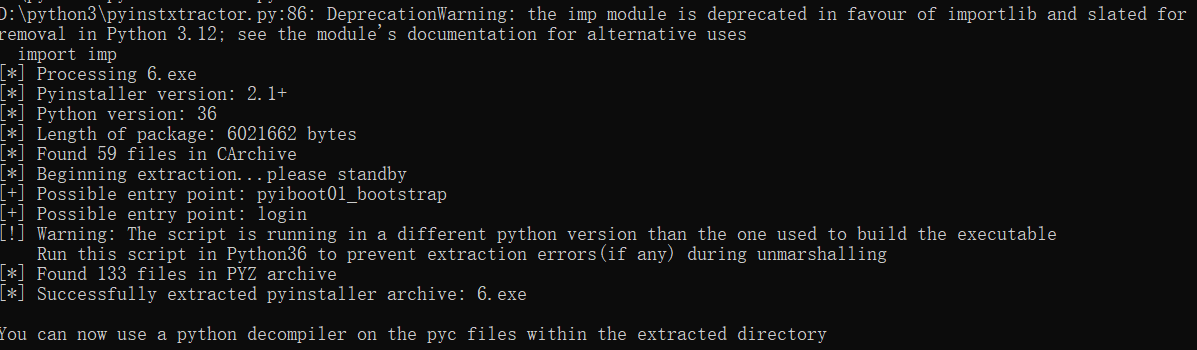 D:\python3\pyinstxtractor.py:86: DeprecationWarning: the imp module is deprecated in favour of importlib and slated for
removal in Python 3.12; see the module's documentation for alternative uses
  import imp
[*] Processing 6.exe
[*] Pyinstaller version: 2.1+
[*] Python version: 36
[*] Length of package: 6021662 bytes
[*] Found 59 files in CArchive
[*] Beginning extraction...please standby
[+] Possible entry point: pyiboot01_bootstrap
[+] Possible entry point: login
[!] Warning: The script is running in a different python version than the one used to build the executable
    Run this script in Python36 to prevent extraction errors(if any) during unmarshalling
[*] Found 133 files in PYZ archive
[*] Successfully extracted pyinstaller archive: 6.exe
You can now use a python decompiler on the pyc files within the extracted directory